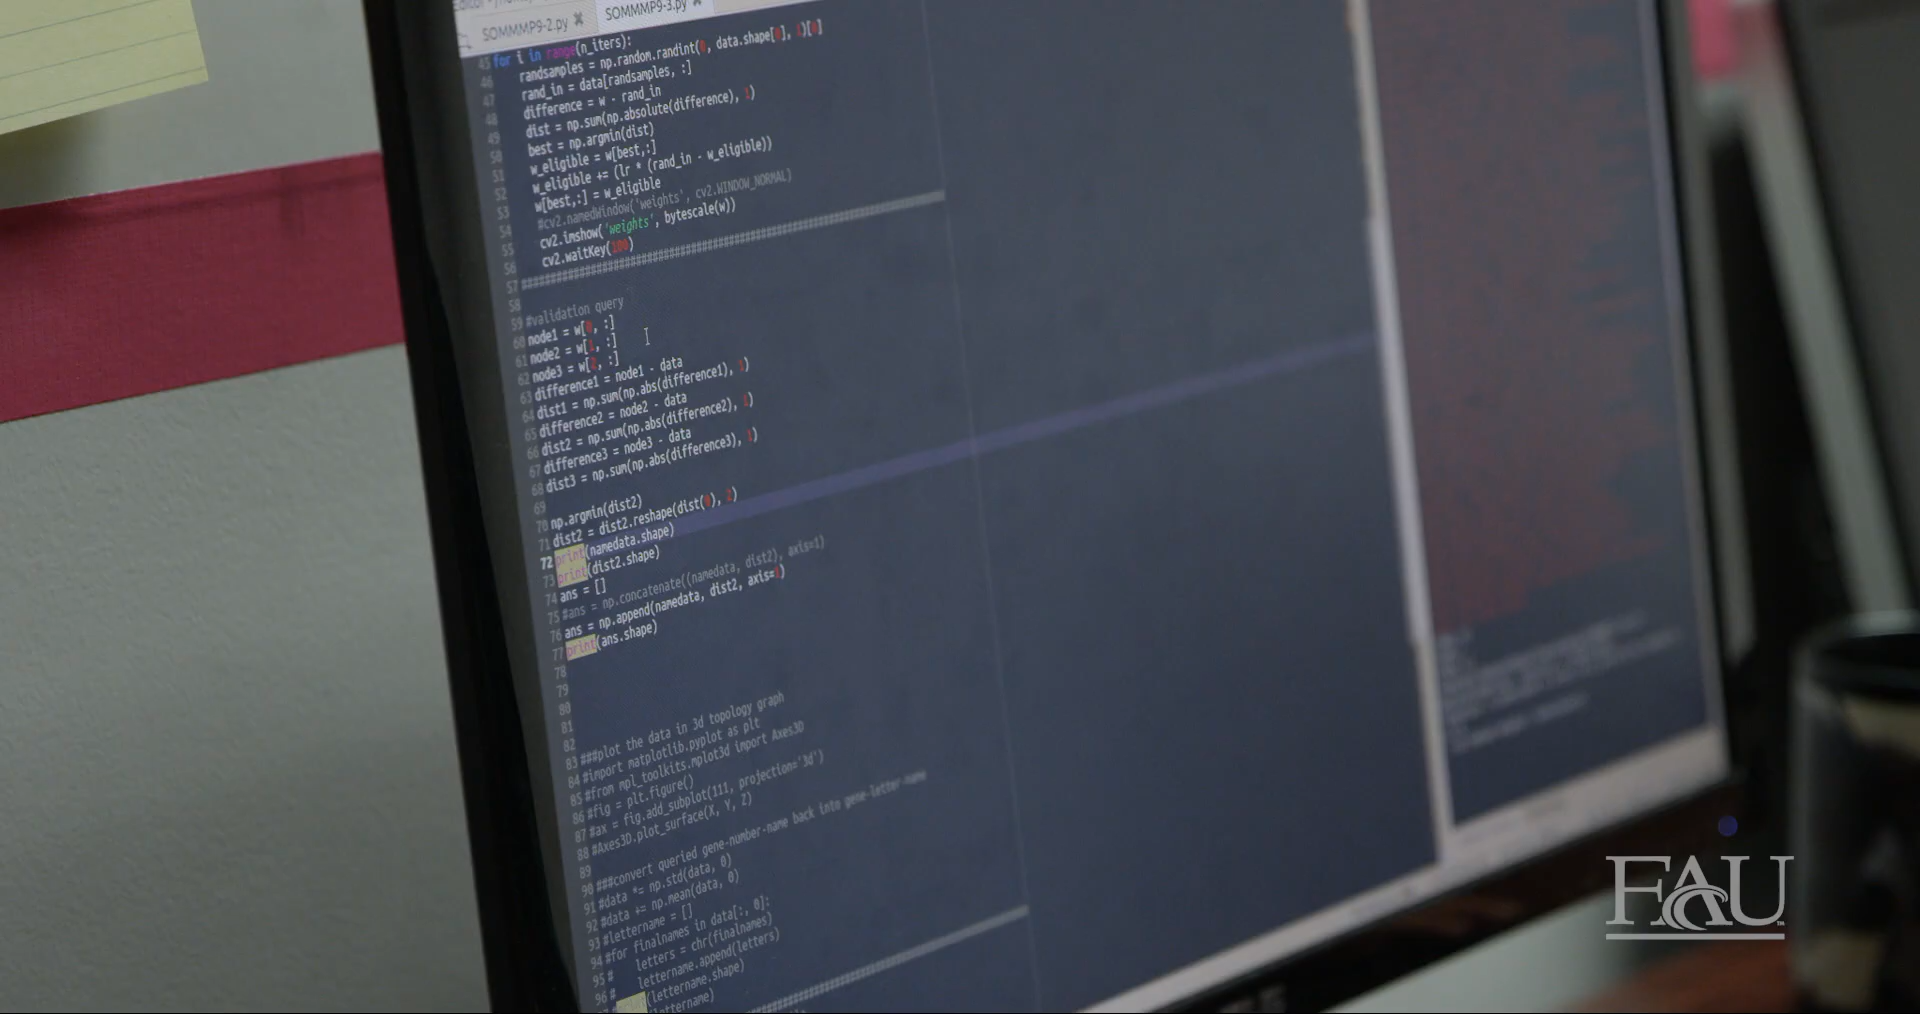 SOMMMP9-2.py ✖ SOMMMP9-3.py ✖
45 for i in range(n_iters):
46 randsamples = np.random.randint(0, data.shape[0], 1)[0]
47 rand_in = data[randsamples, :]
48 difference = w - rand_in
49 dist = np.sum(np.absolute(difference), 1)
50 best = np.argmin(dist)
51 w_eligible = w[best,:]
52 w_eligible += (lr * (rand_in - w_eligible))
53 w[best,:] = w_eligible
54 #cv2.namedWindow('weights', cv2.WINDOW_NORMAL)
55 cv2.imshow('weights', bytescale(w))
56 cv2.waitKey(100)
57
58
59 #validation query
60 node1 = w[0, :]
61 node2 = w[1, :]
62 node3 = w[2, :]
63 difference1 = node1 - data
64 dist1 = np.sum(np.abs(difference1), 1)
65 difference2 = node2 - data
66 dist2 = np.sum(np.abs(difference2), 1)
67 difference3 = node3 - data
68 dist3 = np.sum(np.abs(difference3), 1)
69
70 np.argmin(dist2)
71 dist2 = dist2.reshape(dist(0), 2)
72 print(namedata.shape)
73 print(dist2.shape)
74 ans = []
75 #ans = np.concatenate((namedata, dist2), axis=1)
76 ans = np.append(namedata, dist2, axis=
77 print(ans.shape)
78
79
80
81
82
83 ###plot the data in 3d topology graph
84 #import matplotlib.pyplot as plt
85 #from mpl_toolkits.mplot3d import Axes3D
86 #fig = plt.figure()
87 #ax = fig.add_subplot(111, projection='3d')
88 #Axes3D.plot_surface(X, Y, Z)
89
90 ###convert queried gene-number-name back into gene-letter-name
91 #data *= np.std(data, 0)
92 #data += np.mean(data, 0)
93 #lettername = []
94 #for finalnames in data[:, 0]:
95 # letters = chr(finalnames)
96 # lettername.append(letters)
(lettername.shape)
(lettername)
FAU